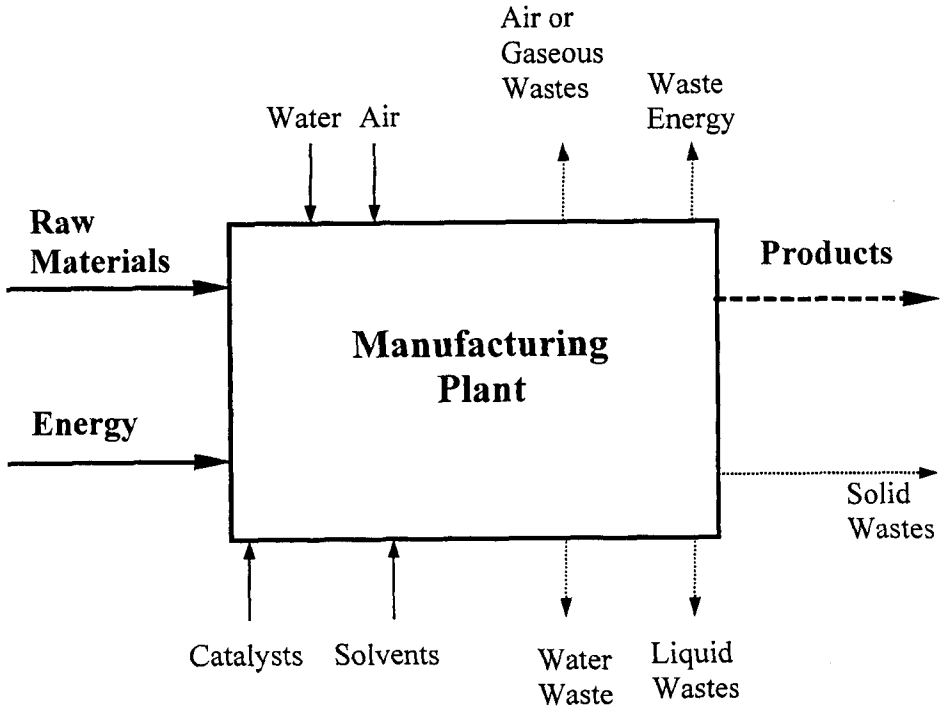 Air or
Gaseous
Wastes
Waste
Energy
Water
Air
Raw
Materials
Products
Manufacturing
Plant
Energy
Solid
Wastes
Catalysts
Solvents
Water
Waste
Liquid
Wastes